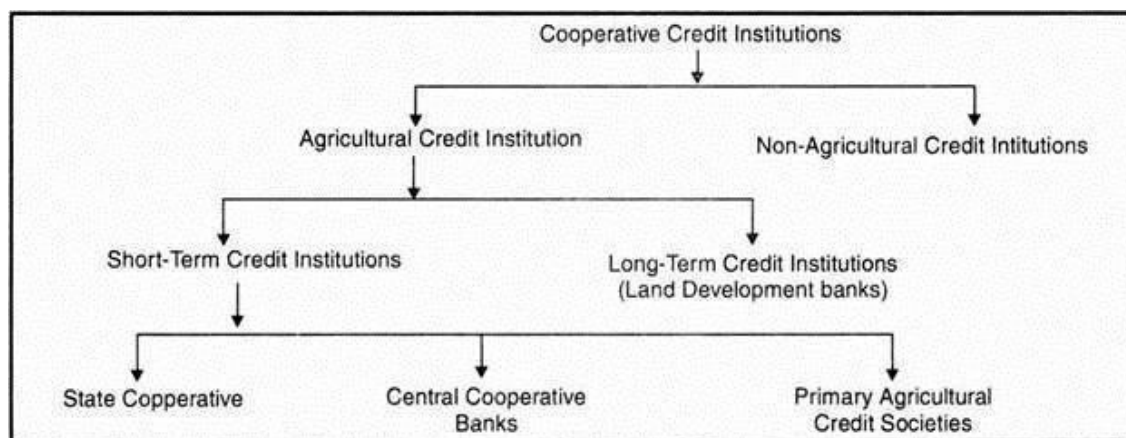 Cooperative Credit Institutions
Agricultural Credit Institution
Non-Agricultural Credit Intitutions
Short-Term Credit Institutions
Long-Term Credit Institutions
(Land Development banks)
State Copperative
Central Cooperative
Banks
Primary Agricultural
Credit Societies